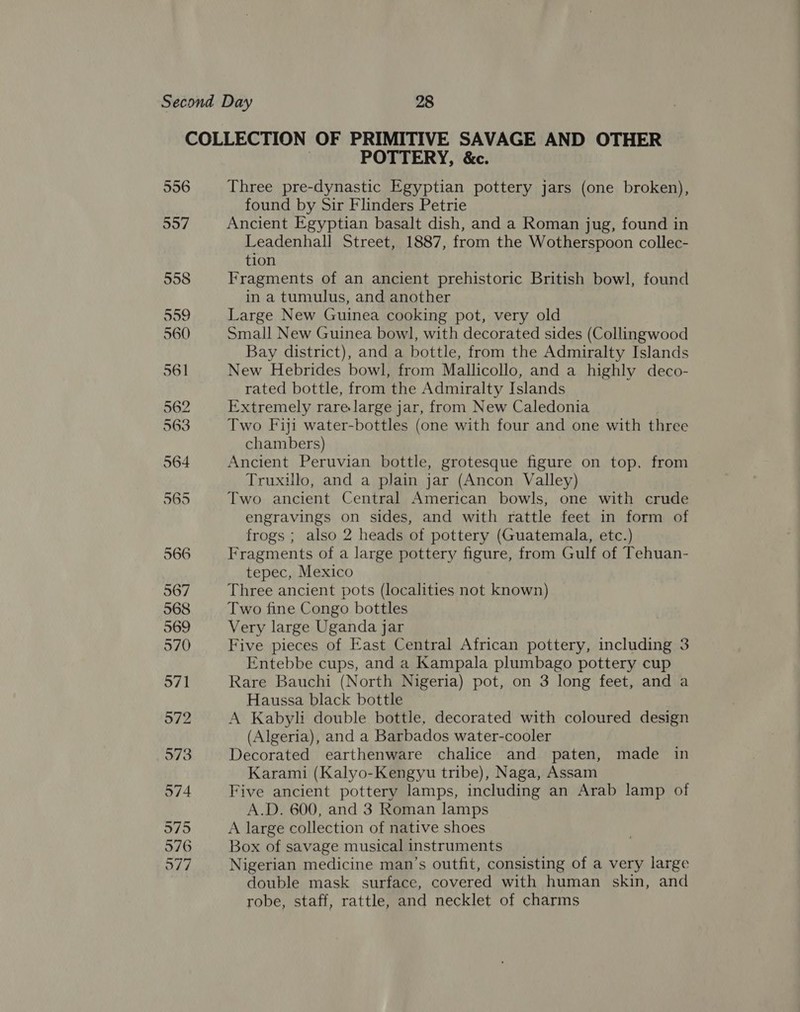 Second Day 28
COLLECTION OF PRIMITIVE SAVAGE AND OTHER
POTTERY, &c.
556 Three pre-dynastic Egyptian pottery jars (one broken),
found by Sir Flinders Petrie
557 Ancient Egyptian basalt dish, and a Roman jug, found in
Leadenhall Street, 1887, from the Wotherspoon collec-
tion
558 Fragments of an ancient prehistoric British bowl, found
in a tumulus, and another
559 Large New Guinea cooking pot, very old
560 Small New Guinea bowl, with decorated sides (Collingwood
Bay district), and a bottle, from the Admiralty Islands
561 New Hebrides bowl, from Mallicollo, and a highly deco-
rated bottle, from the Admiralty Islands
562 Extremely rare large jar, from New Caledonia
563 Two Fiji water-bottles (one with four and one with three
chambers)
564 Ancient Peruvian bottle, grotesque figure on top. from
Truxillo, and a plain jar (Ancon Valley)
565 Two ancient Central American bowls, one with crude
engravings on sides, and with rattle feet in form of
frogs ; also 2 heads of pottery (Guatemala, etc.)
566 Fragments of a large pottery figure, from Gulf of Tehuan-
tepec, Mexico
567 Three ancient pots (localities not known)
568 Two fine Congo bottles
569 Very large Uganda jar
570 Five pieces of East Central African pottery, including 3
Entebbe cups, and a Kampala plumbago pottery cup
571 Rare Bauchi (North Nigeria) pot, on 3 long feet, and a
Haussa black bottle
572 A Kabyli double bottle, decorated with coloured design
(Algeria), and a Barbados water-cooler
573 Decorated earthenware chalice and paten, made in
Karami (Kalyo-Kengyu tribe), Naga, Assam
574 Five ancient pottery lamps, including an Arab lamp of
A.D. 600, and 3 Roman lamps
575 A large collection of native shoes
576 Box of savage musical instruments
577 Nigerian medicine man's outfit, consisting of a very large
double mask surface, covered with human skin, and
robe, staff, rattle, and necklet of charms